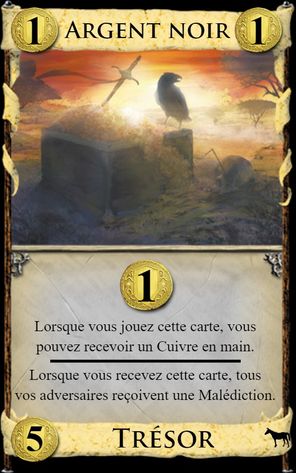 1 ARGENT NOIR 1
1
Lorsque vous jouez cette carte, vous
pouvez recevoir un Cuivre en main.
Lorsque vous recevez cette carte, tous
vos adversaires reçoivent une Malédiction.
5 TRÉSOR